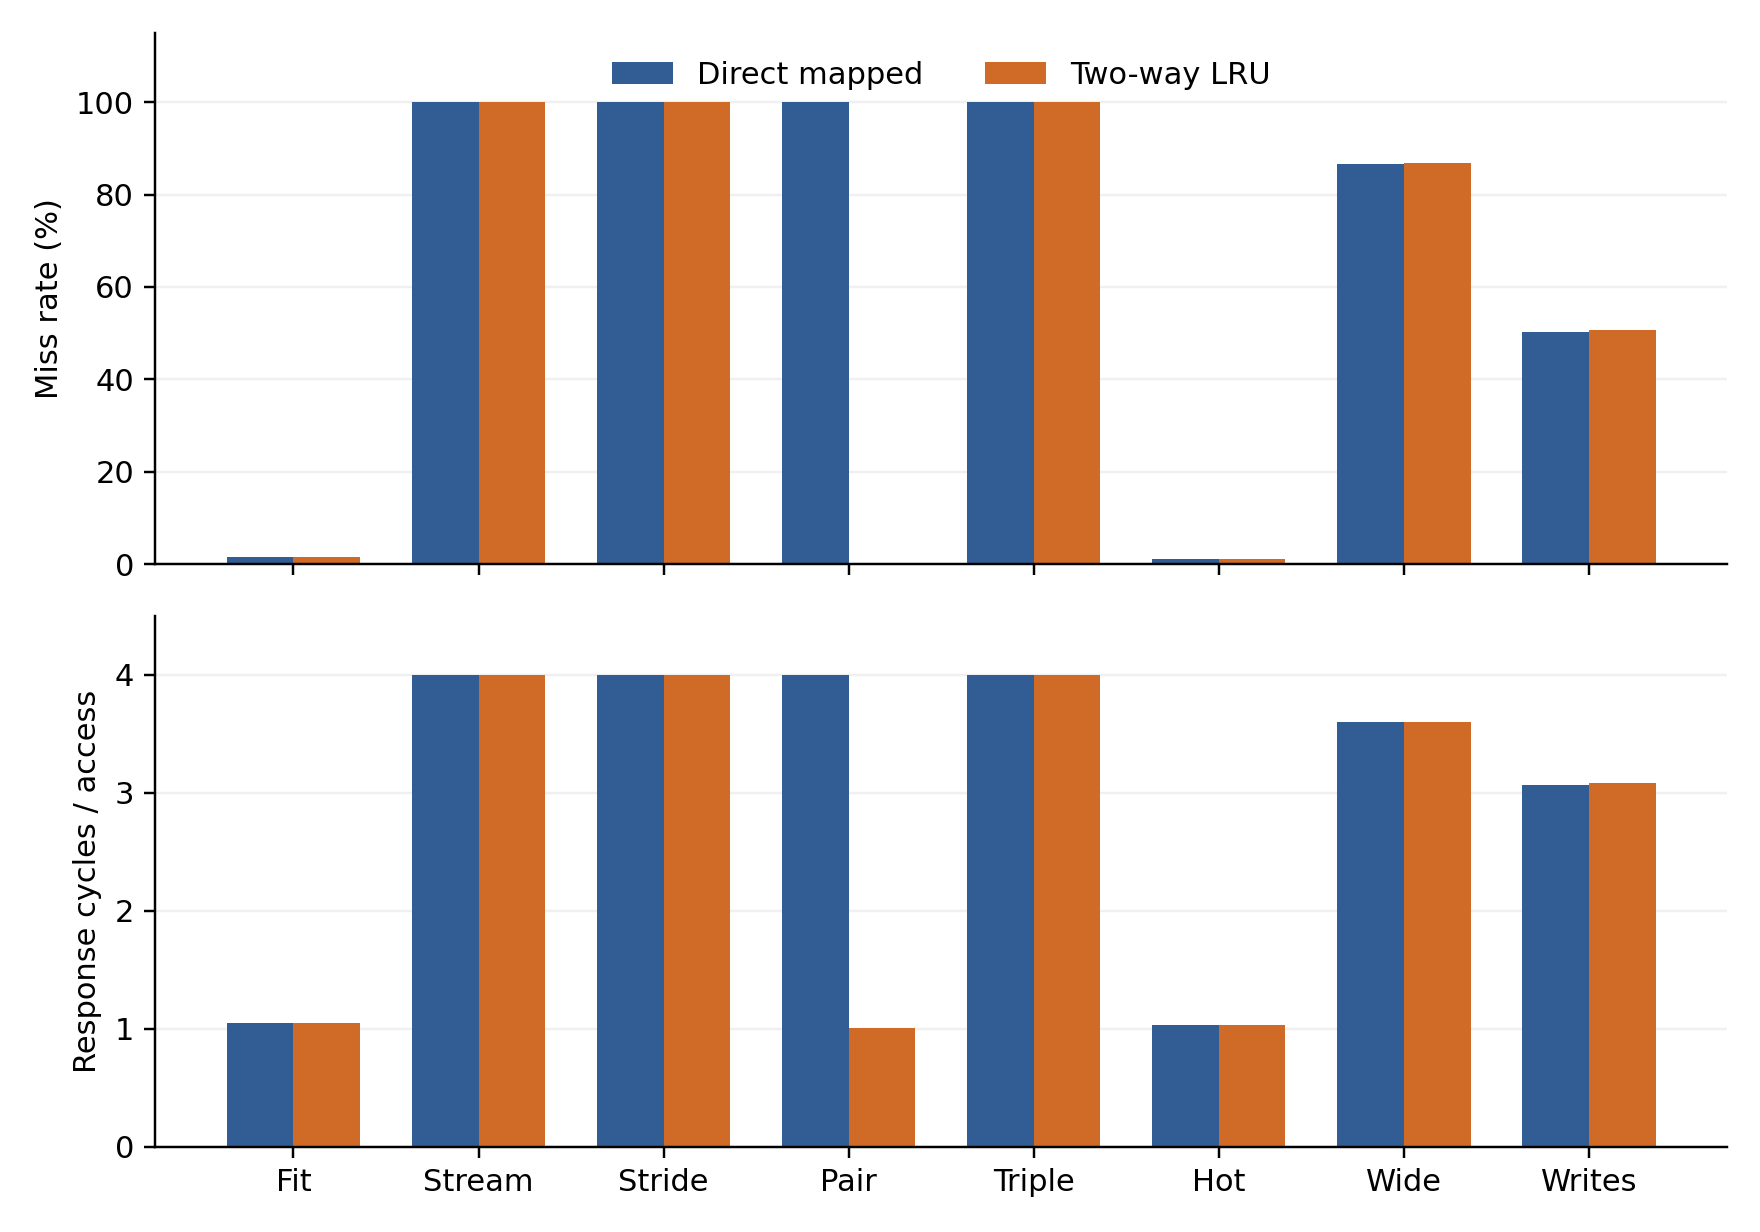 Direct mapped Two-way LRU
Miss rate (%)
100
80
60
40
20
0
Response cycles / access
4
3
2
1
0
Fit Stream Stride Pair Triple Hot Wide Writes